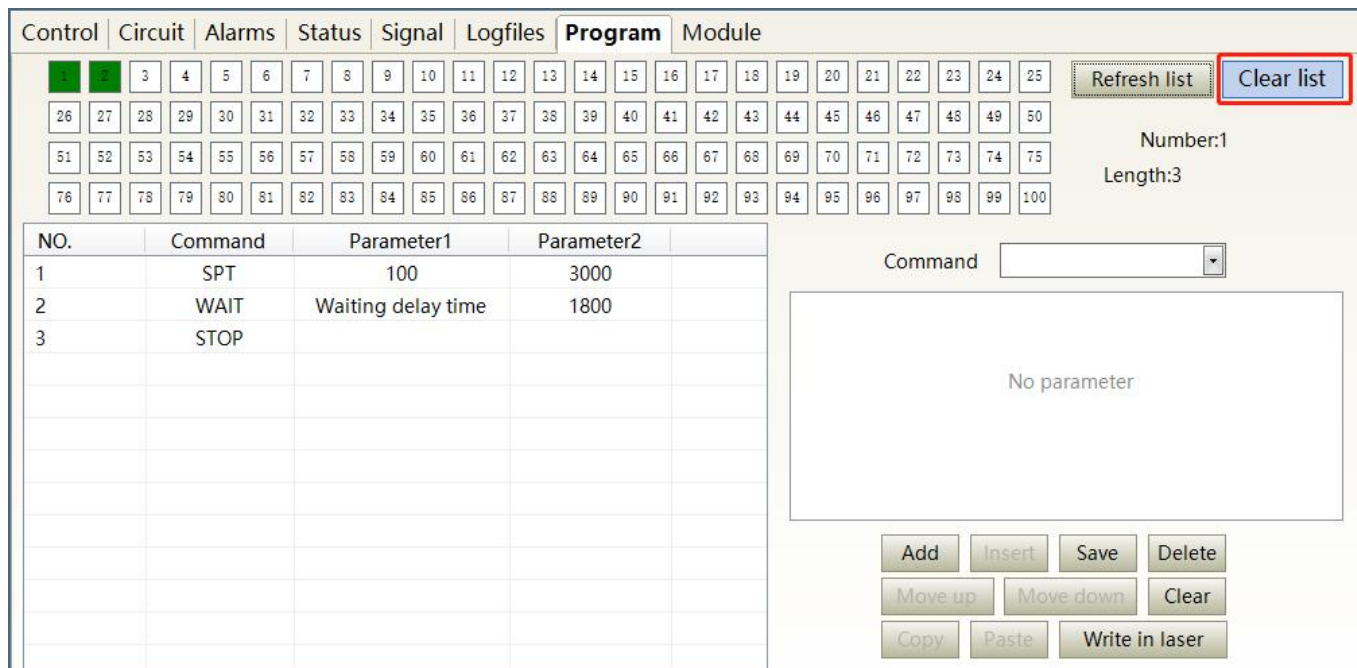 Control Circuit Alarms Status Signal Logfiles Program Module
1 2 3 4 5 6 7 8 9 10 11 12 13 14 15 16 17 18 19 20 21 22 23 24 25 Refresh list Clear list
26 27 28 29 30 31 32 33 34 35 36 37 38 39 40 41 42 43 44 45 46 47 48 49 50
Number:1
51 52 53 54 55 56 57 58 59 60 61 62 63 64 65 66 67 68 69 70 71 72 73 74 75
Length:3
76 77 78 79 80 81 82 83 84 85 86 87 88 89 90 91 92 93 94 95 96 97 98 99 100
NO. Command Parameter1 Parameter2
1 SPT 100 3000
2 WAIT Waiting delay time 1800
3 STOP
Command
No parameter
Add Insert Save Delete
Move up Move down Clear
Copy Paste Write in laser